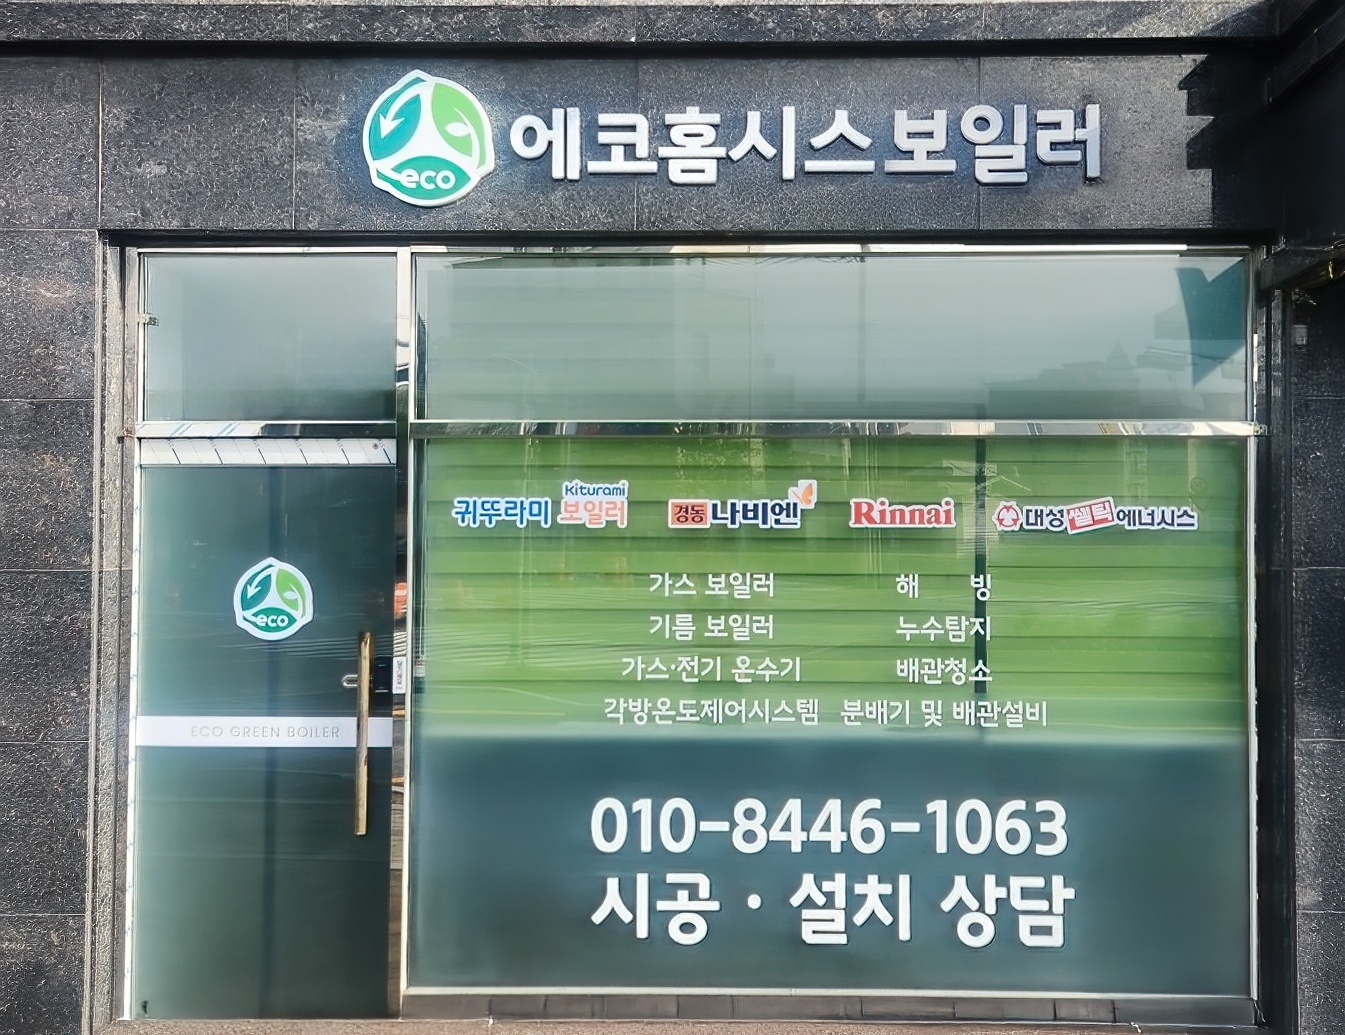 eco 에코홈시스보일러
Kiturami
귀뚜라미 보일러 경동 나비엔 Rinnai 대성쎌틱에너시스
가스 보일러 해 빙
기름 보일러 누수탐지
가스·전기 온수기 배관청소
각방온도제어시스템 분배기 및 배관설비
eco
ECO GREEN BOILER
010-8446-1063
시공·설치 상담